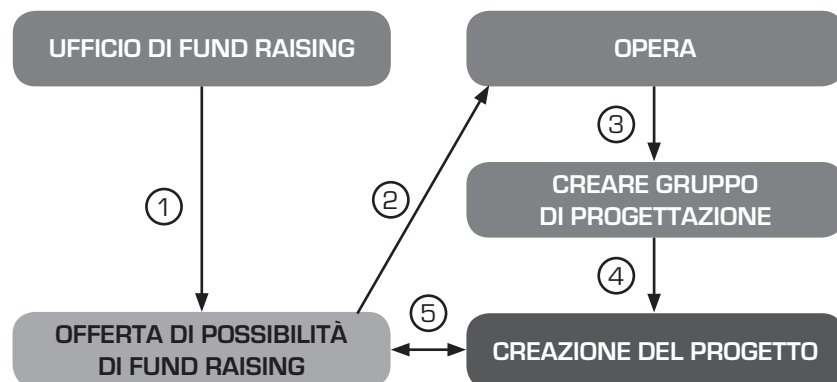 UFFICIO DI FUND RAISING
OPERA
3
CREARE GRUPPO
DI PROGETTAZIONE
1
2
4
5
OFFERTA DI POSSIBILITÀ
DI FUND RAISING
CREAZIONE DEL PROGETTO